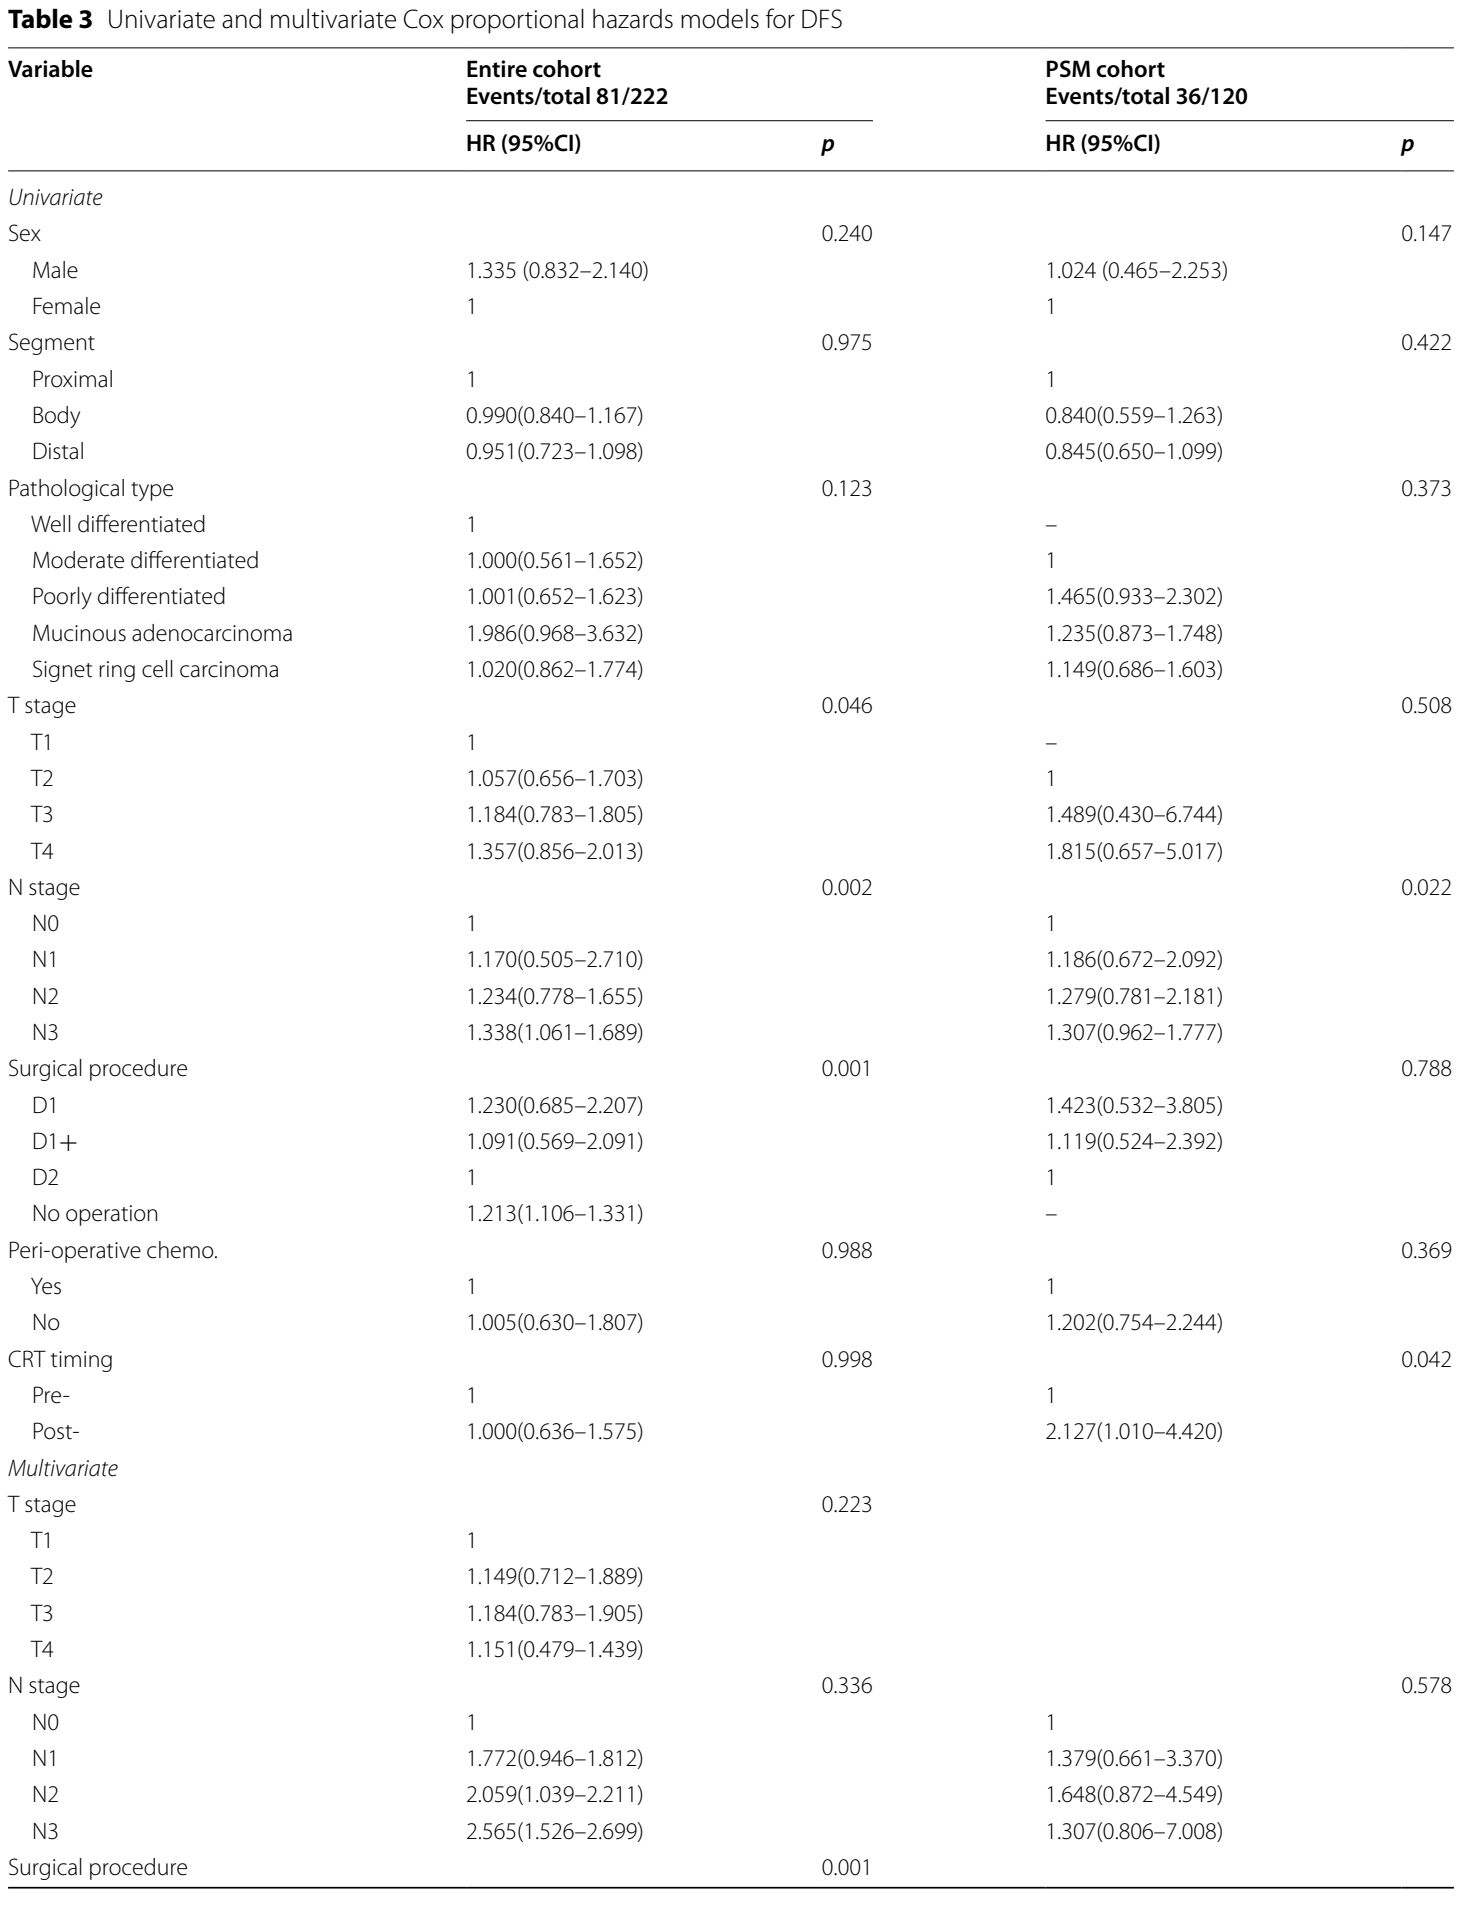 Table 3 Univariate and multivariate Cox proportional hazards models for DFS
Variable Entire cohort PSM cohort
Events/total 81/222 Events/total 36/120
HR (95%CI) p HR (95%CI) p
Univariate
Sex 0.240 0.147
Male 1.335 (0.832–2.140) 1.024 (0.465–2.253)
Female 1 1
Segment 0.975 0.422
Proximal 1 1
Body 0.990(0.840–1.167) 0.840(0.559–1.263)
Distal 0.951(0.723–1.098) 0.845(0.650–1.099)
Pathological type 0.123 0.373
Well differentiated 1 –
Moderate differentiated 1.000(0.561–1.652) 1
Poorly differentiated 1.001(0.652–1.623) 1.465(0.933–2.302)
Mucinous adenocarcinoma 1.986(0.968–3.632) 1.235(0.873–1.748)
Signet ring cell carcinoma 1.020(0.862–1.774) 1.149(0.686–1.603)
T stage 0.046 0.508
T1 1 –
T2 1.057(0.656–1.703) 1
T3 1.184(0.783–1.805) 1.489(0.430–6.744)
T4 1.357(0.856–2.013) 1.815(0.657–5.017)
N stage 0.002 0.022
N0 1 1
N1 1.170(0.505–2.710) 1.186(0.672–2.092)
N2 1.234(0.778–1.655) 1.279(0.781–2.181)
N3 1.338(1.061–1.689) 1.307(0.962–1.777)
Surgical procedure 0.001 0.788
D1 1.230(0.685–2.207) 1.423(0.532–3.805)
D1+ 1.091(0.569–2.091) 1.119(0.524–2.392)
D2 1 1
No operation 1.213(1.106–1.331) –
Peri-operative chemo. 0.988 0.369
Yes 1 1
No 1.005(0.630–1.807) 1.202(0.754–2.244)
CRT timing 0.998 0.042
Pre- 1 1
Post- 1.000(0.636–1.575) 2.127(1.010–4.420)
Multivariate
T stage 0.223
T1 1
T2 1.149(0.712–1.889)
T3 1.184(0.783–1.905)
T4 1.151(0.479–1.439)
N stage 0.336 0.578
N0 1 1
N1 1.772(0.946–1.812) 1.379(0.661–3.370)
N2 2.059(1.039–2.211) 1.648(0.872–4.549)
N3 2.565(1.526–2.699) 1.307(0.806–7.008)
Surgical procedure 0.001